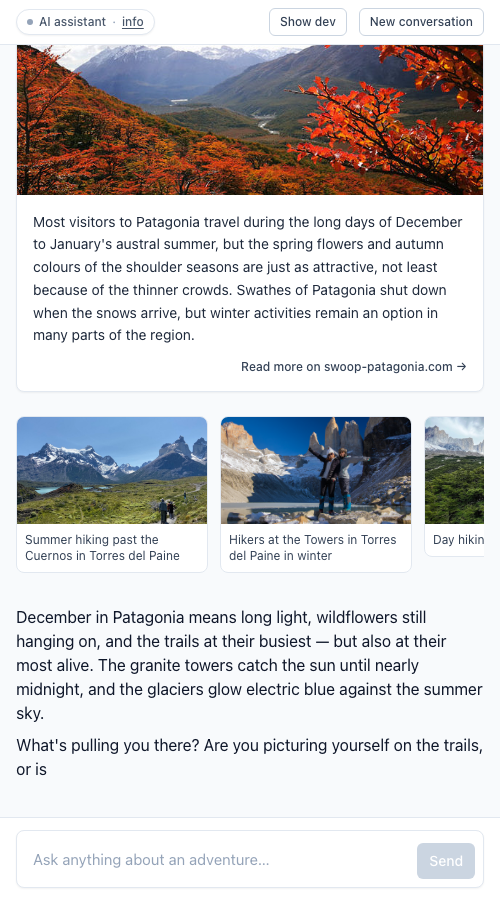 AI assistant · info
Show dev
New conversation
Most visitors to Patagonia travel during the long days of December
to January's austral summer, but the spring flowers and autumn
colours of the shoulder seasons are just as attractive, not least
because of the thinner crowds. Swathes of Patagonia shut down
when the snows arrive, but winter activities remain an option in
many parts of the region.
Read more on swoop-patagonia.com →
Summer hiking past the
Cuernos in Torres del Paine
Hikers at the Towers in Torres
del Paine in winter
Day hikin
December in Patagonia means long light, wildflowers still
hanging on, and the trails at their busiest — but also at their
most alive. The granite towers catch the sun until nearly
midnight, and the glaciers glow electric blue against the summer
sky.
What's pulling you there? Are you picturing yourself on the trails,
or is
Ask anything about an adventure...
Send